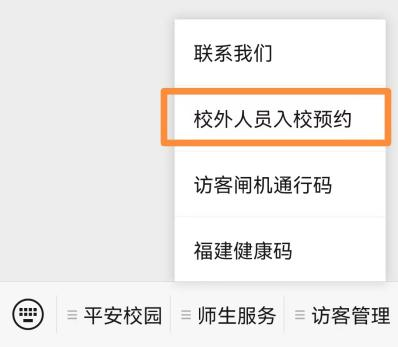 联系我们
校外人员入校预约
访客闸机通行码
福建健康码
平安校园 师生服务 访客管理